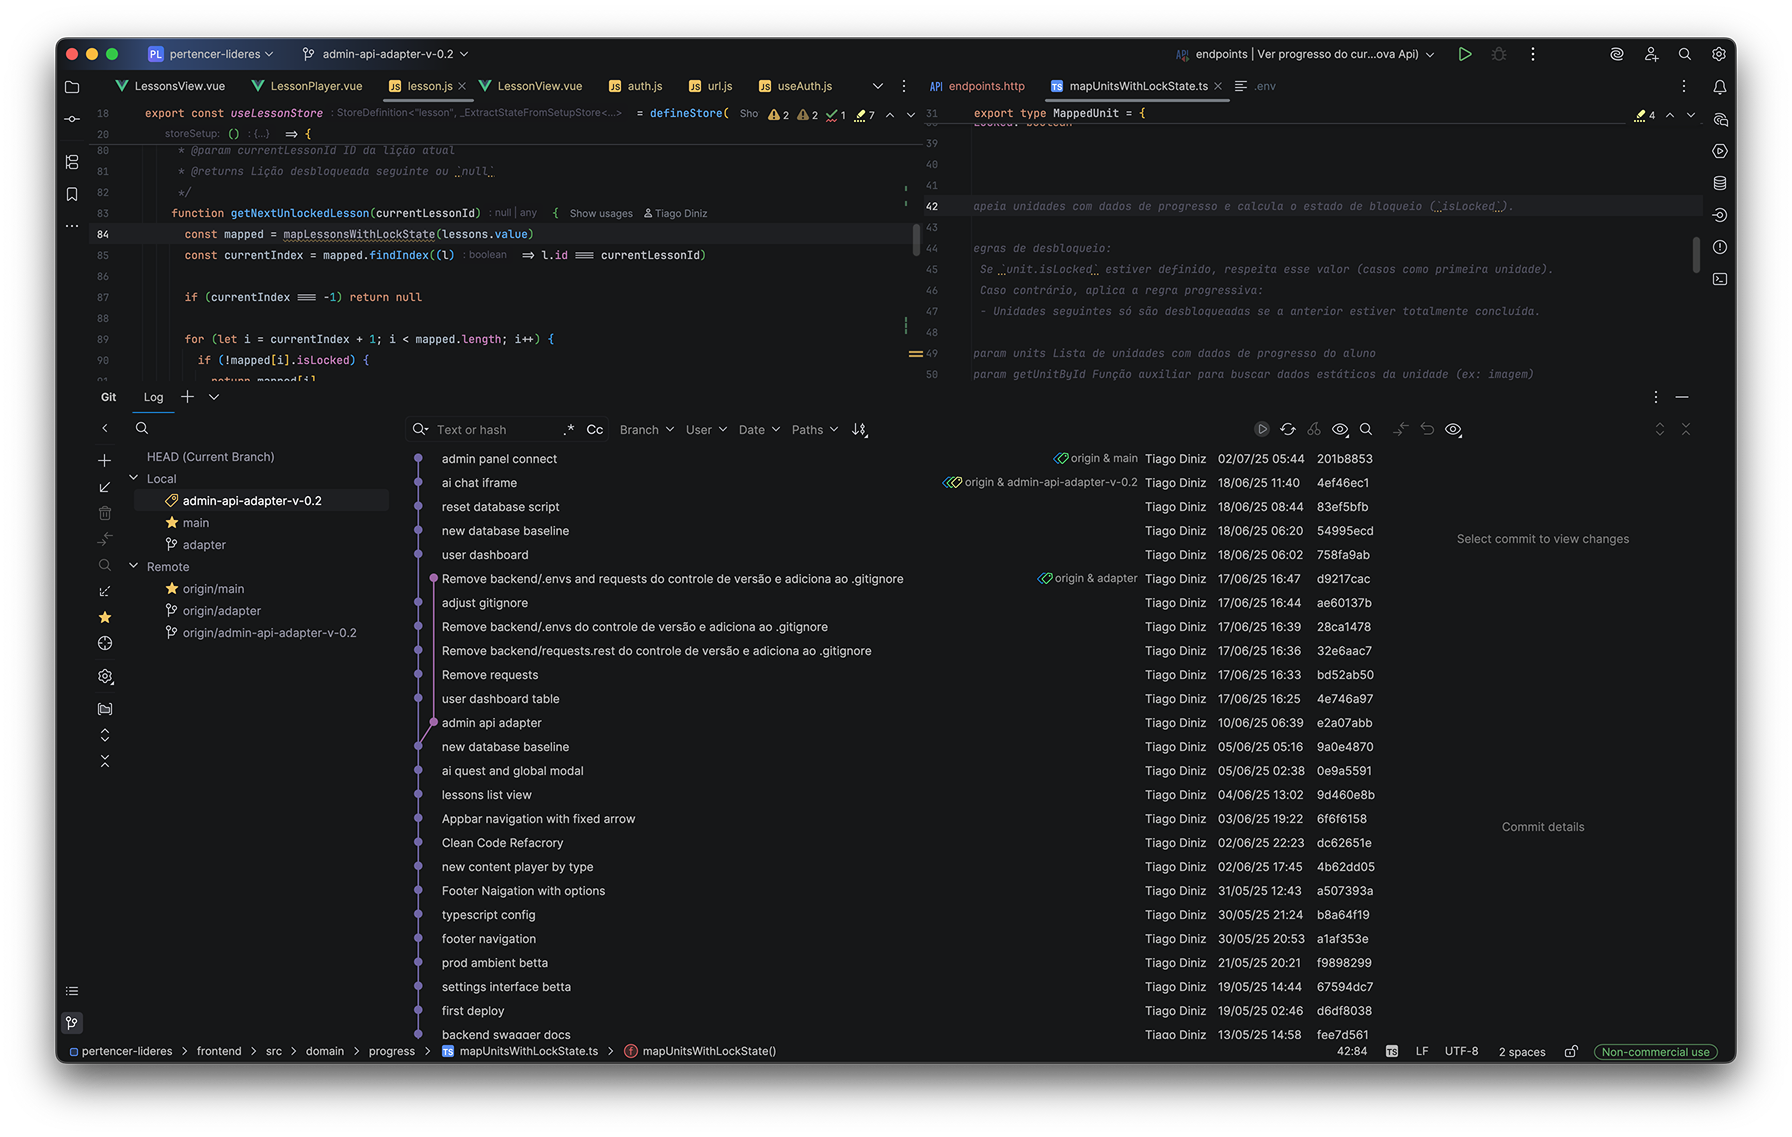 PL pertencer-lideres admin-api-adapter-v-0.2 API endpoints | Ver progresso do cur...ova Api)
LessonsView.vue LessonPlayer.vue JS lesson.js LessonView.vue JS auth.js JS url.js JS useAuth.js API endpoints.http TS mapUnitsWithLockState.ts .env
18 export const useLessonStore : StoreDefinition<"lesson", _ExtractStateFromSetupStore<...> = defineStore( Sho 2 2 1 7
20 storeSetup: () : {...} => {
80 * @param currentLessonId ID da lição atual
81 * @returns Lição desbloqueada seguinte ou `null`
82 */
83 function getNextUnlockedLesson(currentLessonId) : null | any { Show usages Tiago Diniz
84 const mapped = mapLessonsWithLockState(lessons.value)
85 const currentIndex = mapped.findIndex((l) : boolean => l.id === currentLessonId)
86
87 if (currentIndex === -1) return null
88
89 for (let i = currentIndex + 1; i < mapped.length; i++) {
90 if (!mapped[i].isLocked) {
91 return mapped[i]
31 export type MappedUnit = { 4
39
40
41
42 apeia unidades com dados de progresso e calcula o estado de bloqueio (`isLocked`).
43
44 egras de desbloqueio:
45 Se `unit.isLocked` estiver definido, respeita esse valor (casos como primeira unidade).
46 Caso contrário, aplica a regra progressiva:
47 - Unidades seguintes só são desbloqueadas se a anterior estiver totalmente concluída.
48
49 param units Lista de unidades com dados de progresso do aluno
50 param getUnitById Função auxiliar para buscar dados estáticos da unidade (ex: imagem)
Git Log
Text or hash .* Cc Branch User Date Paths
HEAD (Current Branch)
Local
admin-api-adapter-v-0.2
main
adapter
Remote
origin/main
origin/adapter
origin/admin-api-adapter-v-0.2
admin panel connect origin & main Tiago Diniz 02/07/25 05:44 201b8853
ai chat iframe origin & admin-api-adapter-v-0.2 Tiago Diniz 18/06/25 11:40 4ef46ec1
reset database script Tiago Diniz 18/06/25 08:44 83ef5bfb
new database baseline Tiago Diniz 18/06/25 06:20 54995ecd
user dashboard Tiago Diniz 18/06/25 06:02 758fa9ab
Remove backend/.envs and requests do controle de versão e adiciona ao .gitignore origin & adapter Tiago Diniz 17/06/25 16:47 d9217cac
adjust gitignore Tiago Diniz 17/06/25 16:44 ae60137b
Remove backend/.envs do controle de versão e adiciona ao .gitignore Tiago Diniz 17/06/25 16:39 28ca1478
Remove backend/requests.rest do controle de versão e adiciona ao .gitignore Tiago Diniz 17/06/25 16:36 32e6aac7
Remove requests Tiago Diniz 17/06/25 16:33 bd52ab50
user dashboard table Tiago Diniz 17/06/25 16:25 4e746a97
admin api adapter Tiago Diniz 10/06/25 06:39 e2a07abb
new database baseline Tiago Diniz 05/06/25 05:16 9a0e4870
ai quest and global modal Tiago Diniz 05/06/25 02:38 0e9a5591
lessons list view Tiago Diniz 04/06/25 13:02 9d460e8b
Appbar navigation with fixed arrow Tiago Diniz 03/06/25 19:22 6f6f6158
Clean Code Refacrory Tiago Diniz 02/06/25 22:23 dc62651e
new content player by type Tiago Diniz 02/06/25 17:45 4b62dd05
Footer Naigation with options Tiago Diniz 31/05/25 12:43 a507393a
typescript config Tiago Diniz 30/05/25 21:24 b8a64f19
footer navigation Tiago Diniz 30/05/25 20:53 a1af353e
prod ambient betta Tiago Diniz 21/05/25 20:21 f9898299
settings interface betta Tiago Diniz 19/05/25 14:44 67594dc7
first deploy Tiago Diniz 19/05/25 02:46 d6df8038
backend swagger docs Tiago Diniz 13/05/25 14:58 fee7d561
Select commit to view changes
Commit details
pertencer-lideres > frontend > src > domain > progress > TS mapUnitsWithLockState.ts > f mapUnitsWithLockState() 42:84 TS LF UTF-8 2 spaces Non-commercial use